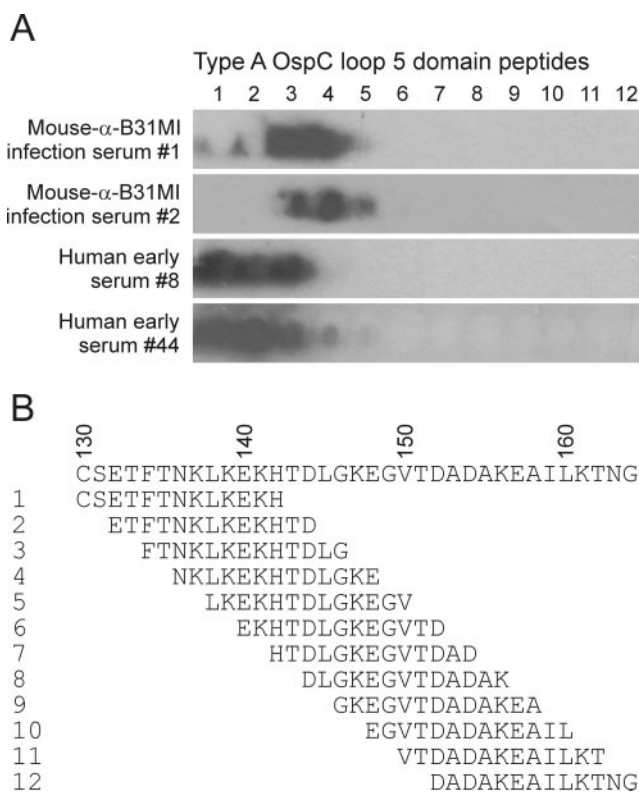 A
Type A OspC loop 5 domain peptides
1 2 3 4 5 6 7 8 9 10 11 12
Mouse-α-B31MI
infection serum #1
Mouse-α-B31MI
infection serum #2
Human early
serum #8
Human early
serum #44
B
130 140 150 160
CSETFTNKLKEKHTDLGKEGVTDADAKEAILKTNG
1 CSETFTNKLKEKH
2 ETFTNKLKEKHTD
3 FTNKLKEKHTDLG
4 NKLKEKHTDLGKE
5 LKEKHTDLGKEGV
6 EKHTDLGKEGVTD
7 HTDLGKEGVTDAD
8 DLGKEGVTDADAK
9 GKEGVTDADAKEA
10 EGVTDADAKEAIL
11 VTDADAKEAILKT
12 DADAKEAILKTNG